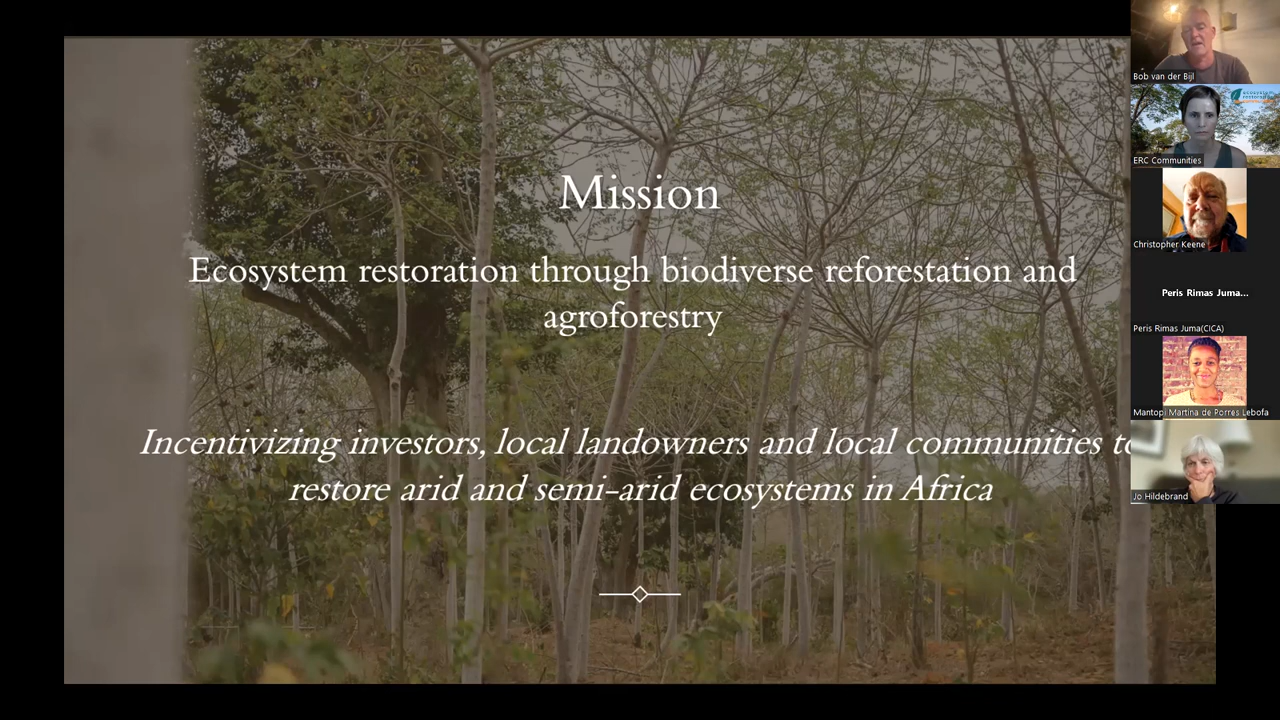 Mission
Ecosystem restoration through biodiverse reforestation and
agroforestry
Incentivizing investors, local landowners and local communities to
restore arid and semi-arid ecosystems in Africa
Bob van der Bijl
ERC Communities
Christopher Keene
Peris Rimas Juma...
Peris Rimas Juma(CICA)
Mantopi Martina de Porres Lebofa
Jo Hildebrand